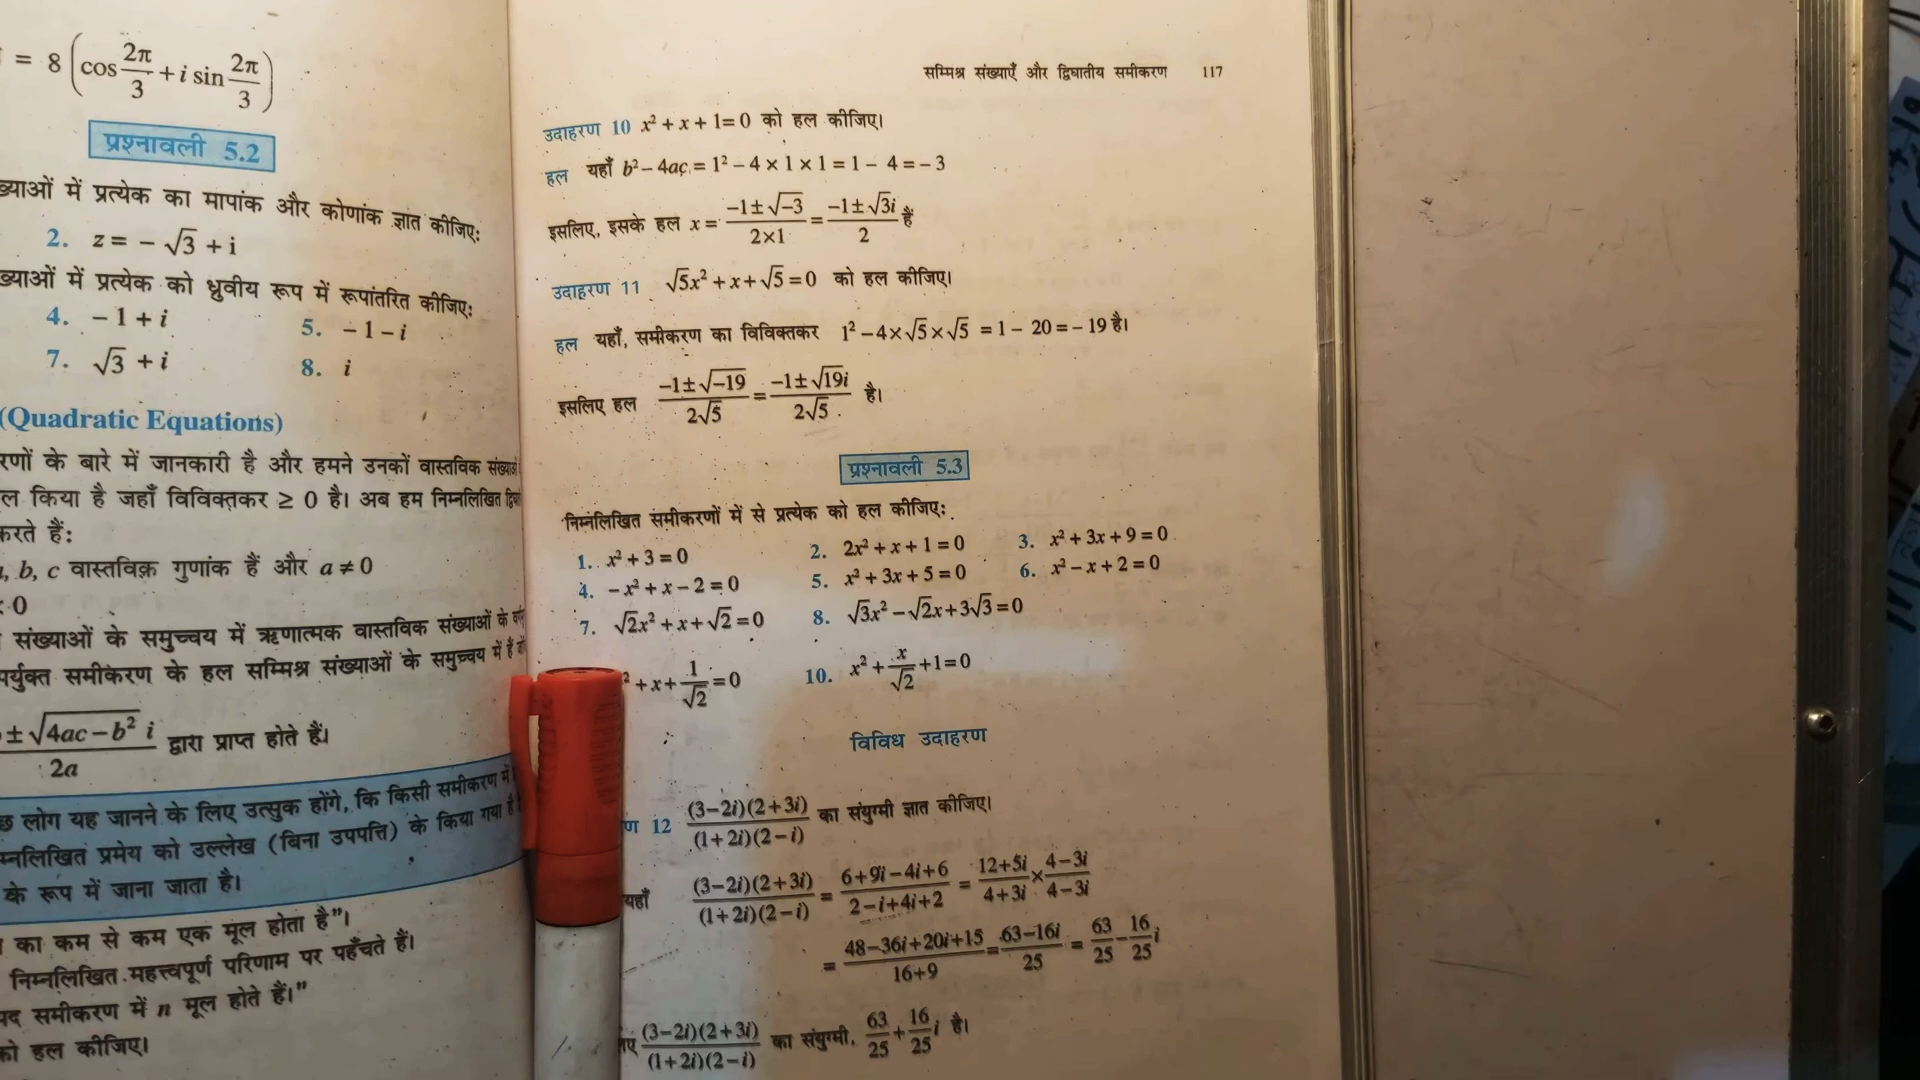 = 8 (cos 2π/3 + i sin 2π/3)
प्रश्नावली 5.2
में प्रत्येक का मापांक और कोणांक ज्ञात कीजिए:
2. z = − √3 + i
में प्रत्येक को ध्रुवीय रूप में रूपांतरित कीजिए:
4. − 1 + i 5. − 1 − i
7. √3 + i 8. i
(Quadratic Equations)
के बारे में जानकारी है और हमने उनकों वास्तविक
किया है जहाँ विविक्तकर ≥ 0 है। अब हम निम्नलिखित
करते हैं:
, b, c वास्तविक गुणांक हैं और a ≠ 0
0
संख्याओं के समुच्चय में ऋणात्मक वास्तविक संख्याओं के
समीकरण के हल सम्मिश्र संख्याओं के समुच्चय में हैं
± √4ac − b² i / 2a द्वारा प्राप्त होते हैं।
लोग यह जानने के लिए उत्सुक होंगे, कि किसी समीकरण में
प्रमेय को उल्लेख (बिना उपपत्ति) के किया गया है
के रूप में जाना जाता है।
का कम से कम एक मूल होता है”।
निम्नलिखित महत्त्वपूर्ण परिणाम पर पहुँचते हैं।
समीकरण में n मूल होते हैं।”
हल कीजिए।
सम्मिश्र संख्याएँ और द्विघातीय समीकरण 117
उदाहरण 10 x² + x + 1= 0 को हल कीजिए।
हल यहाँ b² − 4ac = 1² − 4 × 1 × 1 = 1 − 4 = − 3
इसलिए, इसके हल x = −1 ± √−3 / 2×1 = −1 ± √3i / 2 हैं
उदाहरण 11 √5x² + x + √5 = 0 को हल कीजिए।
हल यहाँ, समीकरण का विविक्तकर 1² − 4×√5×√5 = 1 − 20 = − 19 है।
इसलिए हल −1 ± √−19 / 2√5 = −1 ± √19i / 2√5 है।
प्रश्नावली 5.3
निम्नलिखित समीकरणों में से प्रत्येक को हल कीजिए:
1. x² + 3 = 0 2. 2x² + x + 1 = 0 3. x² + 3x + 9 = 0
4. − x² + x − 2 = 0 5. x² + 3x + 5 = 0 6. x² − x + 2 = 0
7. √2x² + x + √2 = 0 8. √3x² − √2x + 3√3 = 0
² + x + 1/√2 = 0 10. x² + x/√2 + 1 = 0
विविध उदाहरण
12 (3−2i)(2+3i) / (1+2i)(2−i) का संयुग्मी ज्ञात कीजिए।
यहाँ (3−2i)(2+3i) / (1+2i)(2−i) = 6+9i−4i+6 / 2−i+4i+2 = 12+5i / 4+3i × 4−3i / 4−3i
= 48−36i+20i+15 / 16+9 = 63−16i / 25 = 63/25 − 16/25 i
(3−2i)(2+3i) / (1+2i)(2−i) का संयुग्मी, 63/25 + 16/25 i है।